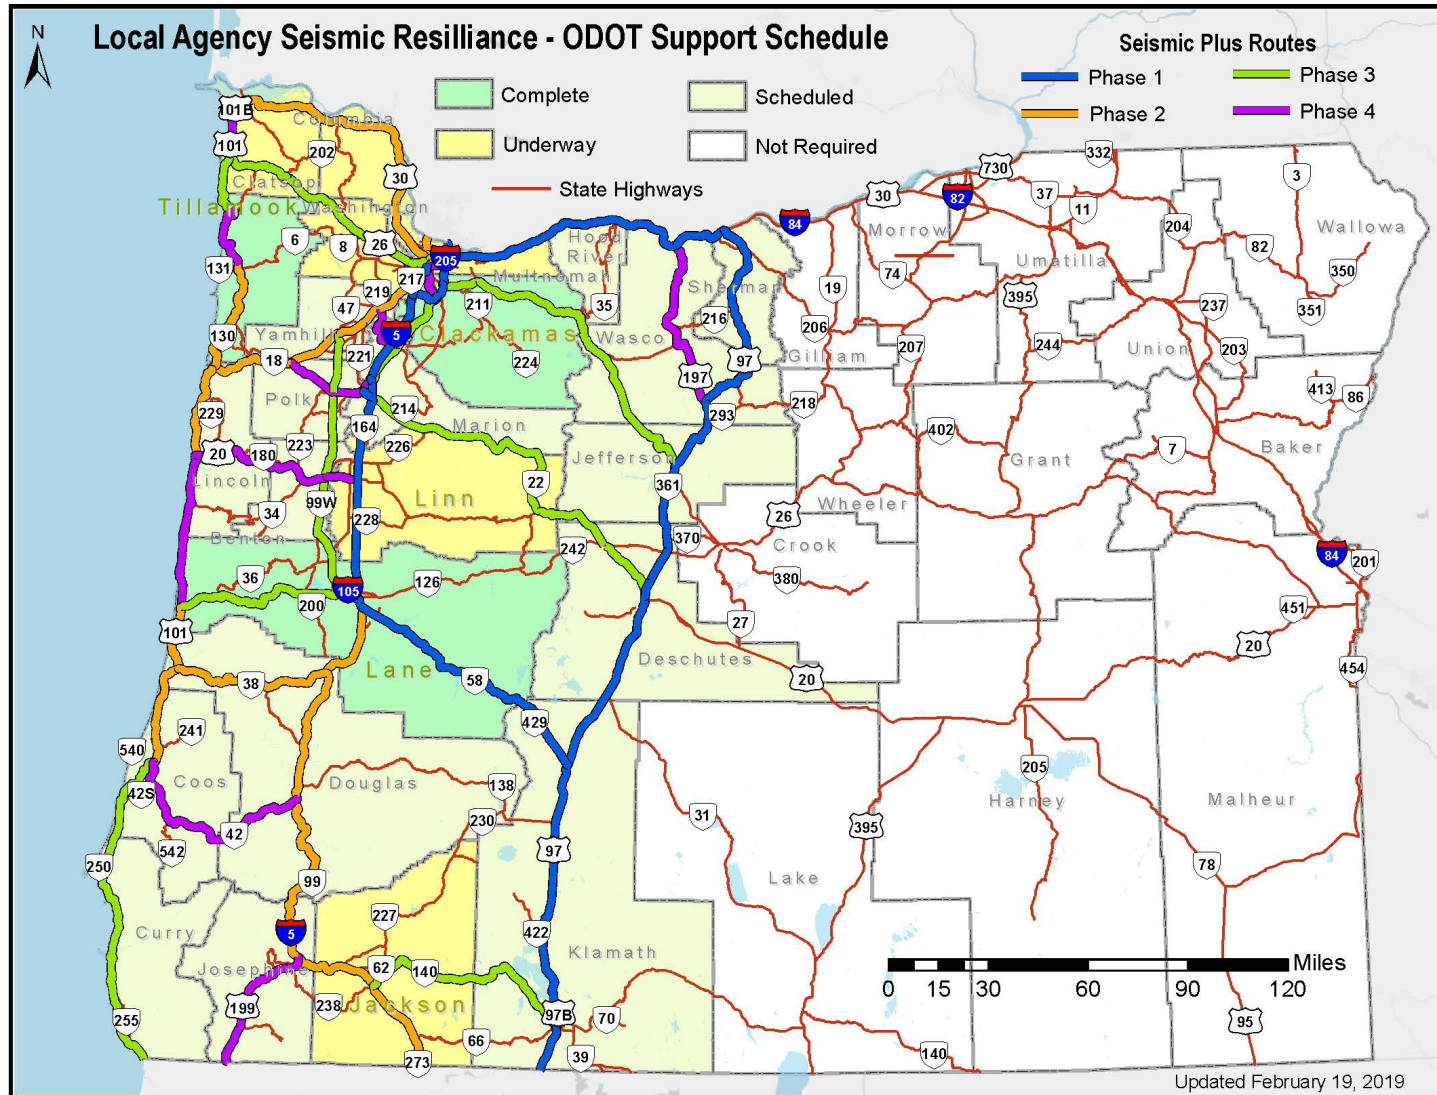 N
Local Agency Seismic Resilliance - ODOT Support Schedule
Seismic Plus Routes
Phase 1
Phase 3
Phase 2
Phase 4
Complete
Scheduled
Underway
Not Required
State Highways
101B
Columbia
101
202
30
332
730
3
Clatsop
30
82
37
11
Tillamook
Washington
84
204
Wallowa
6
8
26
Hood
River
Morrow
82
205
Umatilla
350
131
217
Multnomah
74
219
Sherman
19
395
237
351
47
211
35
216
206
130
Yamhill
5
Clackamas
Wasco
207
244
Union
203
18
221
224
97
Gilliam
197
413
86
Polk
214
229
164
293
218
Marion
402
223
226
Baker
20
180
Jefferson
7
Grant
Lincoln
22
361
99W
Linn
Wheeler
34
228
26
Benton
370
242
Crook
84
201
36
126
380
105
200
451
101
27
20
Deschutes
Lane
454
38
58
20
429
241
540
205
Coos
Douglas
138
42S
Harney
Malheur
230
31
395
42
542
97
250
78
99
Lake
227
5
422
Curry
Klamath
62
140
Josephine
Miles
0 15 30 60 90 120
199
238
Jackson
97B
70
255
95
66
39
273
140
Updated February 19, 2019